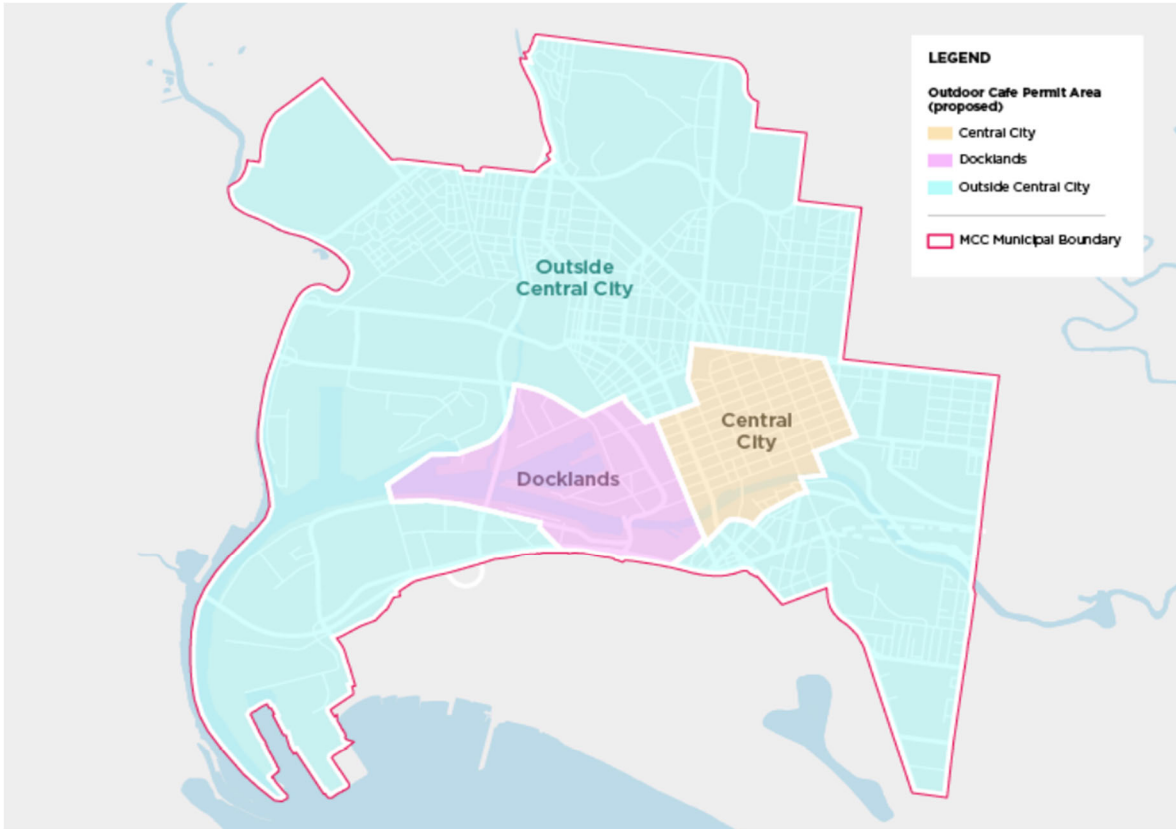 LEGEND
Outdoor Cafe Permit Area
(proposed)
Central City
Docklands
Outside Central City
MCC Municipal Boundary
Outside
Central City
Central
City
Docklands